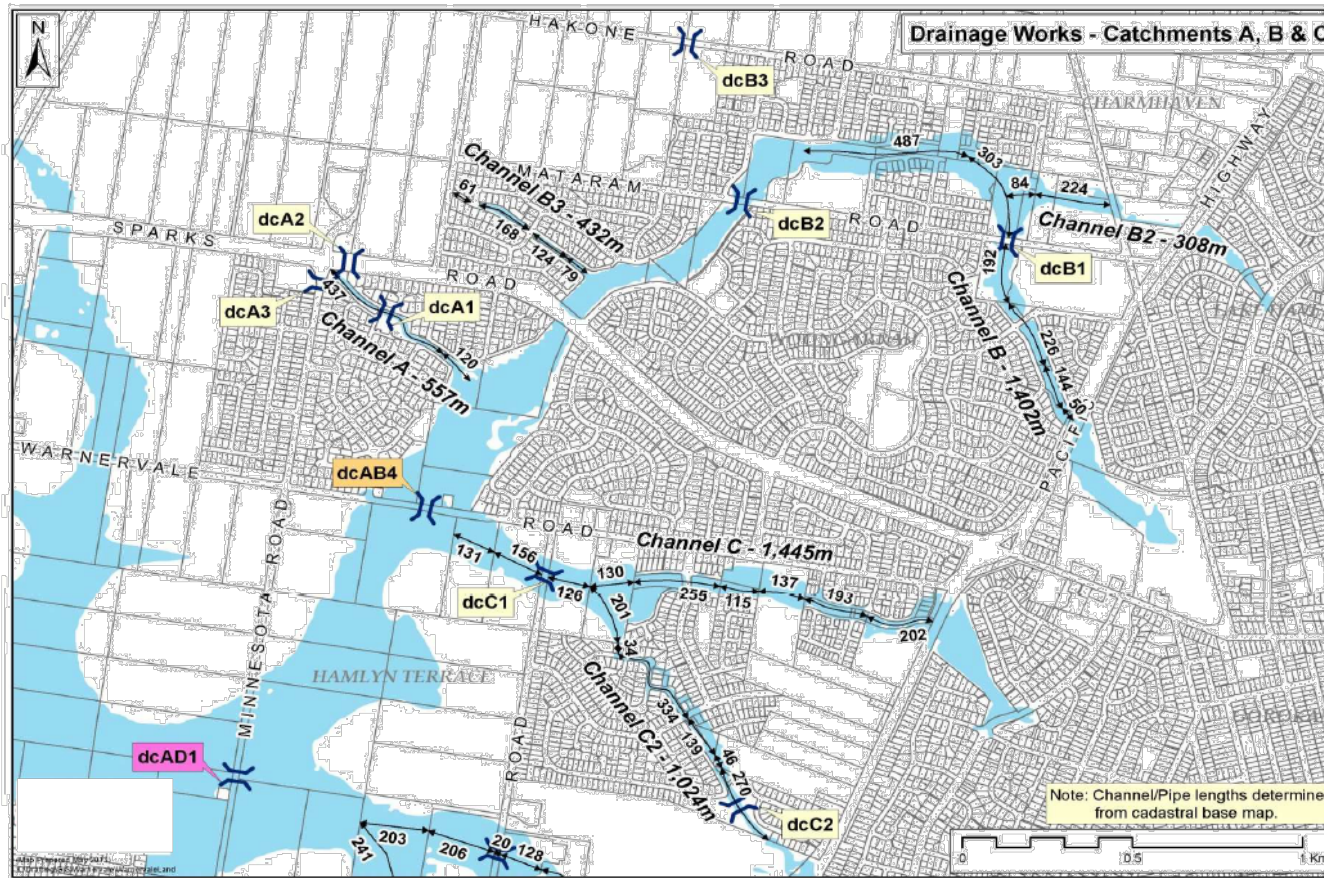 N
HAKONE ROAD
Drainage Works - Catchments A, B & C
dcB3
CHARMHAVEN
HIGHWAY
487
303
84
224
Channel B3 - 432m
MATARAM
ROAD
61
168
124
79
dcB2
Channel B2 - 308m
dcA2
SPARKS
ROAD
192
dcB1
437
dcA3
dcA1
120
Channel A - 557m
Channel B - 1,402m
226
144
50
PACIFIC
WARNERVALE
ROAD
dcAB4
Channel C - 1,445m
131
156
130
137
126
255
115
193
202
dcC1
201
34
HAMLYN TERRACE
MINNESOTA ROAD
Channel C2 - 1,024m
334
139
46
270
ROAD
dcAD1
dcC2
203
241
206
20
128
Note: Channel/Pipe lengths determine
from cadastral base map.
0
0.5
1 Km